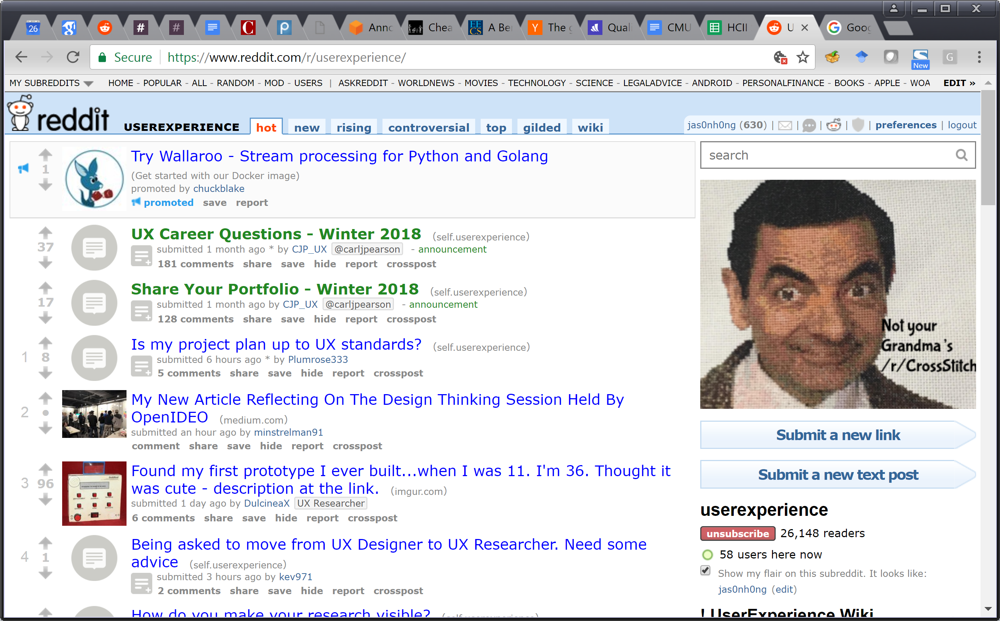 26
Anno
Chea
EE CS A Be
Y The g
Quali
CMU
HCII
U
Goog
Secure https://www.reddit.com/r/userexperience/
New
G
MY SUBREDDITS HOME - POPULAR - ALL - RANDOM - MOD - USERS | ASKREDDIT - WORLDNEWS - MOVIES - TECHNOLOGY - SCIENCE - LEGALADVICE - ANDROID - PERSONALFINANCE - BOOKS - APPLE - WOA EDIT »
reddit USEREXPERIENCE hot new rising controversial top gilded wiki
jas0nh0ng (630) | | | | | preferences | logout
Try Wallaroo - Stream processing for Python and Golang
1
(Get started with our Docker image)
promoted by chuckblake
promoted save report
UX Career Questions - Winter 2018 (self.userexperience)
37
submitted 1 month ago * by CJP_UX @carljpearson - announcement
181 comments share save hide report crosspost
Share Your Portfolio - Winter 2018 (self.userexperience)
17
submitted 1 month ago by CJP_UX @carljpearson - announcement
128 comments share save hide report crosspost
Is my project plan up to UX standards? (self.userexperience)
1 8
submitted 6 hours ago * by Plumrose333
5 comments share save hide report crosspost
My New Article Reflecting On The Design Thinking Session Held By
2
OpenIDEO (medium.com)
submitted an hour ago by minstrelman91
comment share save hide report crosspost
Found my first prototype I ever built...when I was 11. I'm 36. Thought it
3 96
was cute - description at the link. (imgur.com)
submitted 1 day ago by DulcineaX UX Researcher
6 comments share save hide report crosspost
Being asked to move from UX Designer to UX Researcher. Need some
4 1
advice (self.userexperience)
submitted 3 hours ago by kev971
2 comments share save hide report crosspost
How do you make your research visible? (self.userexperience)
search
Not your
Grandma's
/r/CrossStitch
Submit a new link
Submit a new text post
userexperience
unsubscribe 26,148 readers
58 users here now
Show my flair on this subreddit. It looks like:
jas0nh0ng (edit)
! UserExperience Wiki